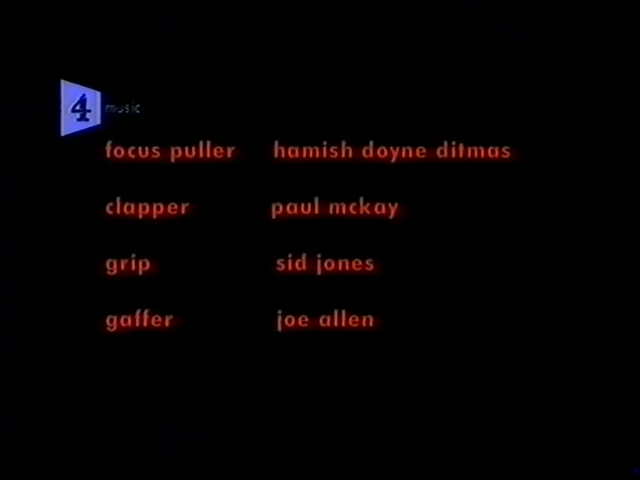 4 music
focus puller hamish doyne ditmas
clapper paul mckay
grip sid jones
gaffer joe allen